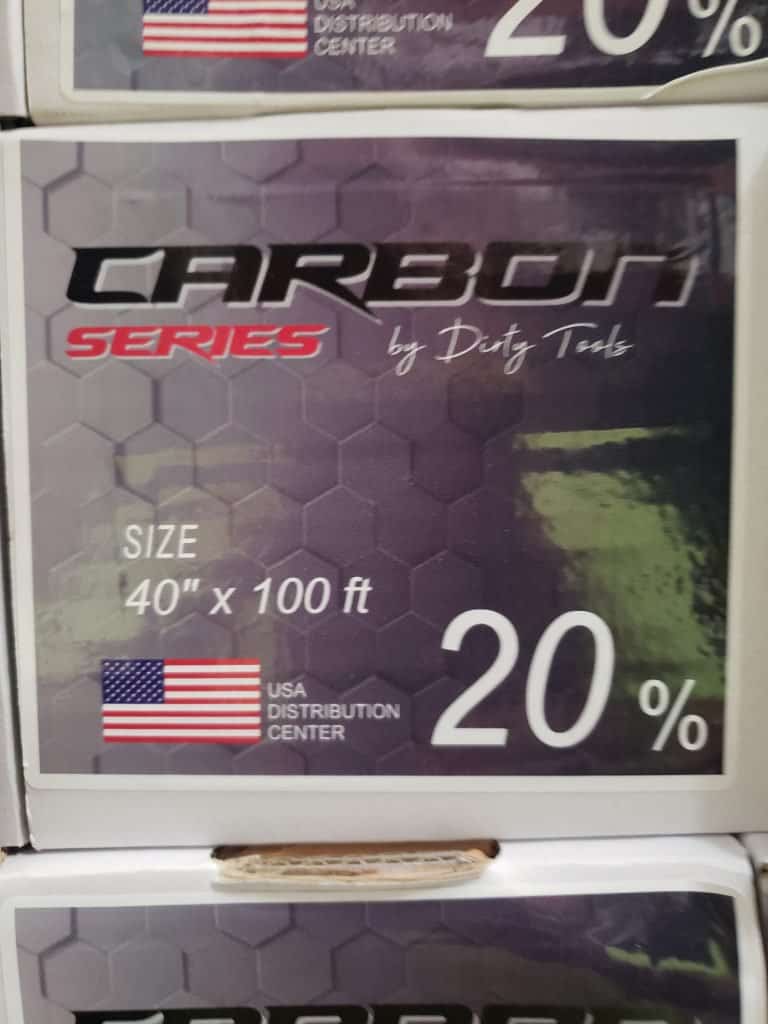 USA
DISTRIBUTION
CENTER
20%
CARBON
SERIES
by Dirty Tools
SIZE
40" x 100 ft
USA
DISTRIBUTION
CENTER
20 %